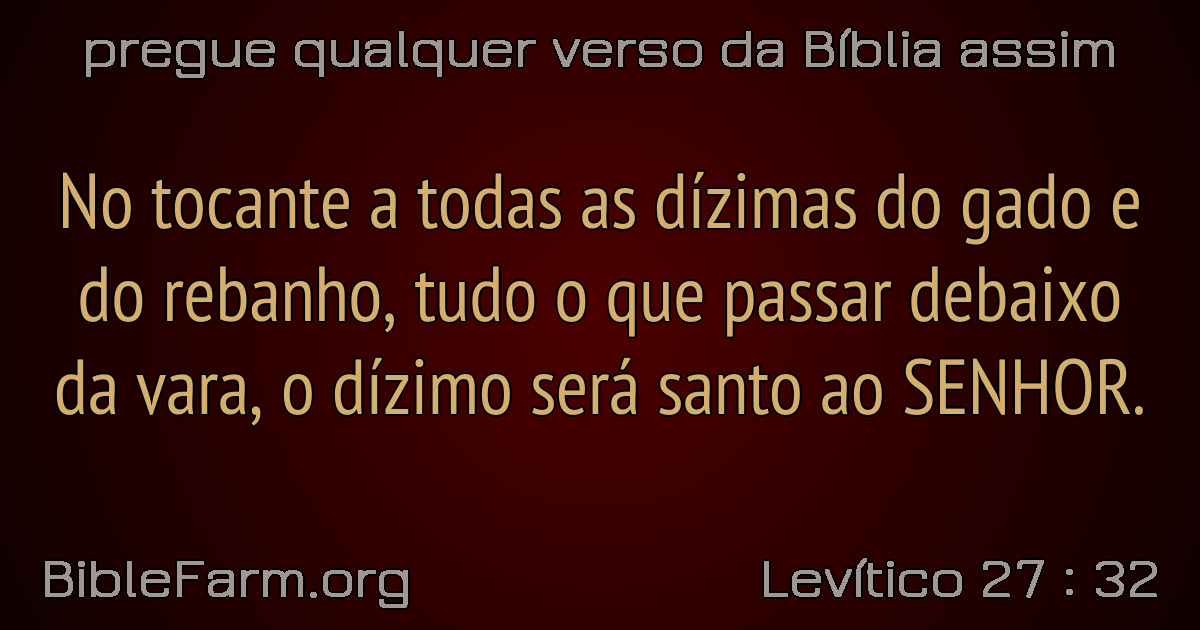 pregue qualquer verso da Bíblia assim
No tocante a todas as dízimas do gado e
do rebanho, tudo o que passar debaixo
da vara, o dízimo será santo ao SENHOR.
BibleFarm.org
Levítico 27 : 32